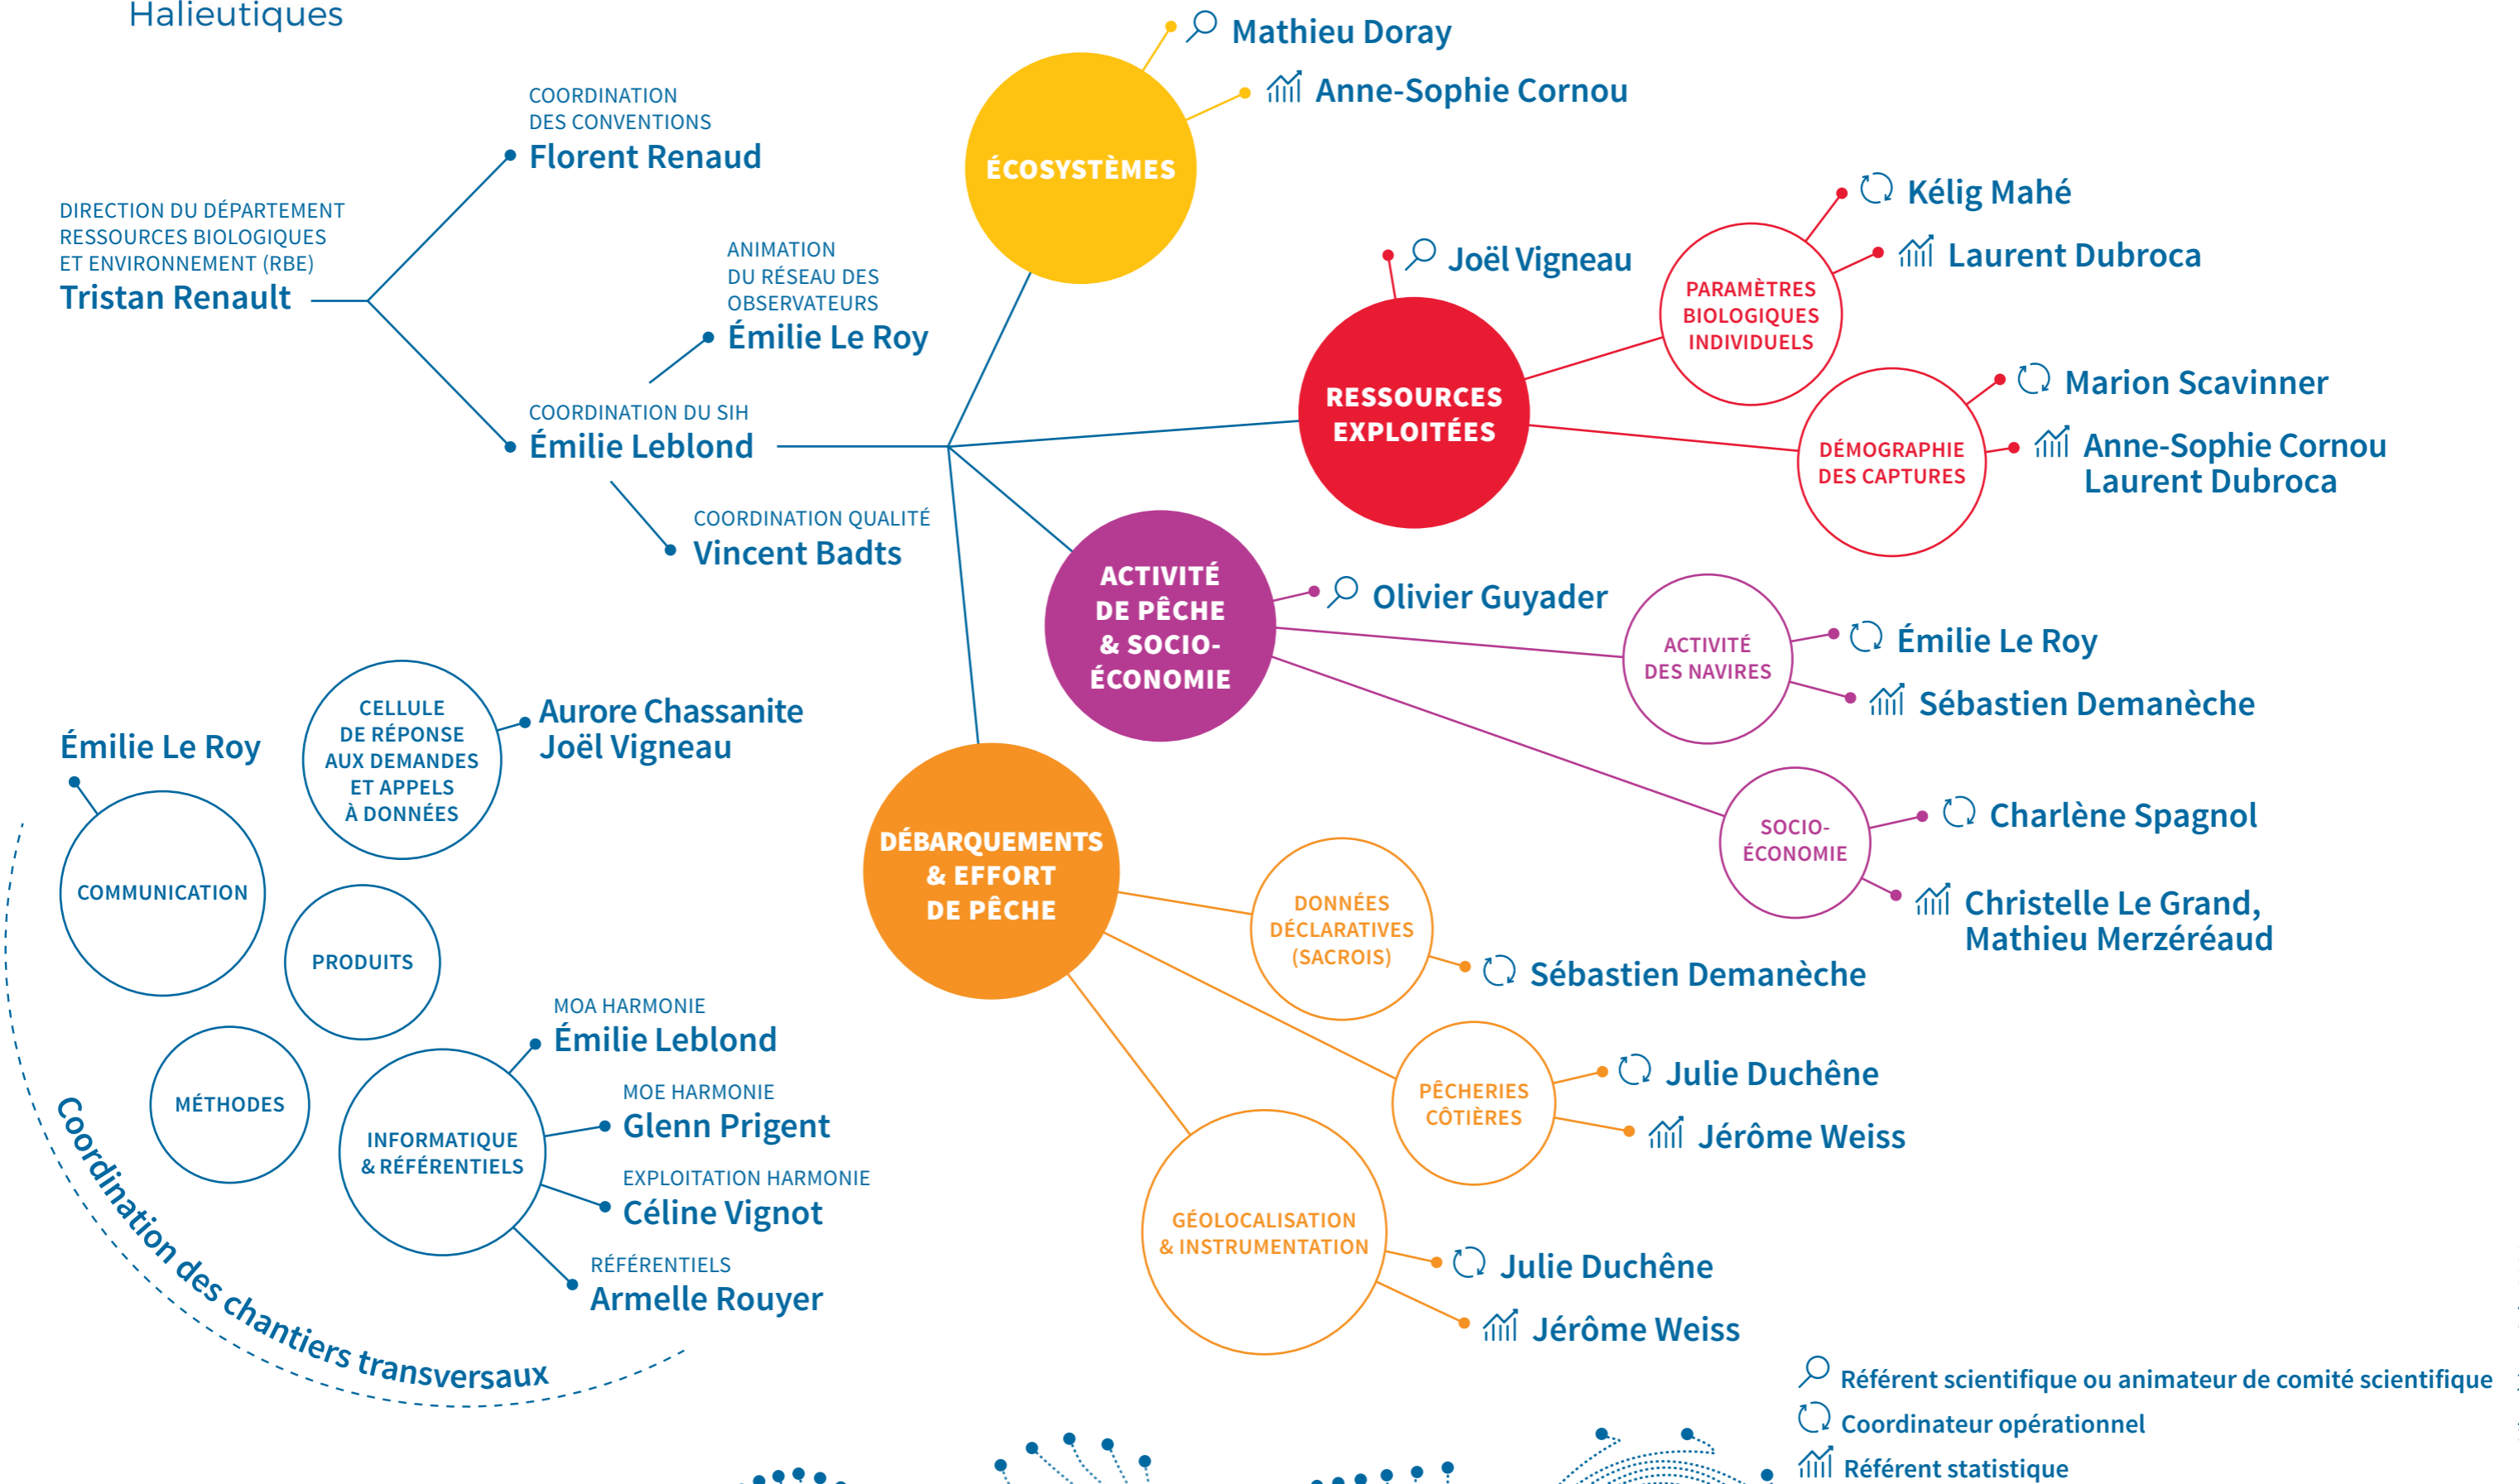 Halieutiques
DIRECTION DU DÉPARTEMENT
RESSOURCES BIOLOGIQUES
ET ENVIRONNEMENT (RBE)
Tristan Renault
COORDINATION
DES CONVENTIONS
Florent Renaud
ANIMATION
DU RÉSEAU DES
OBSERVATEURS
Émilie Le Roy
COORDINATION DU SIH
Émilie Leblond
COORDINATION QUALITÉ
Vincent Badts
ÉCOSYSTÈMES
Mathieu Doray
Anne-Sophie Cornou
RESSOURCES
EXPLOITÉES
Joël Vigneau
PARAMÈTRES
BIOLOGIQUES
INDIVIDUELS
Kélig Mahé
Laurent Dubroca
DÉMOGRAPHIE
DES CAPTURES
Marion Scavinner
Anne-Sophie Cornou
Laurent Dubroca
ACTIVITÉ
DE PÊCHE
& SOCIO-
ÉCONOMIE
Olivier Guyader
ACTIVITÉ
DES NAVIRES
Émilie Le Roy
Sébastien Demanèche
SOCIO-
ÉCONOMIE
Charlène Spagnol
Christelle Le Grand,
Mathieu Merzéréaud
DÉBARQUEMENTS
& EFFORT
DE PÊCHE
DONNÉES
DÉCLARATIVES
(SACROIS)
Sébastien Demanèche
PÊCHERIES
CÔTIÈRES
Julie Duchêne
Jérôme Weiss
GÉOLOCALISATION
& INSTRUMENTATION
Julie Duchêne
Jérôme Weiss
CELLULE
DE RÉPONSE
AUX DEMANDES
ET APPELS
À DONNÉES
Aurore Chassanite
Joël Vigneau
Émilie Le Roy
COMMUNICATION
PRODUITS
MÉTHODES
INFORMATIQUE
& RÉFÉRENTIELS
MOA HARMONIE
Émilie Leblond
MOE HARMONIE
Glenn Prigent
EXPLOITATION HARMONIE
Céline Vignot
RÉFÉRENTIELS
Armelle Rouyer
Coordination des chantiers transversaux
Référent scientifique ou animateur de comité scientifique
Coordinateur opérationnel
Référent statistique